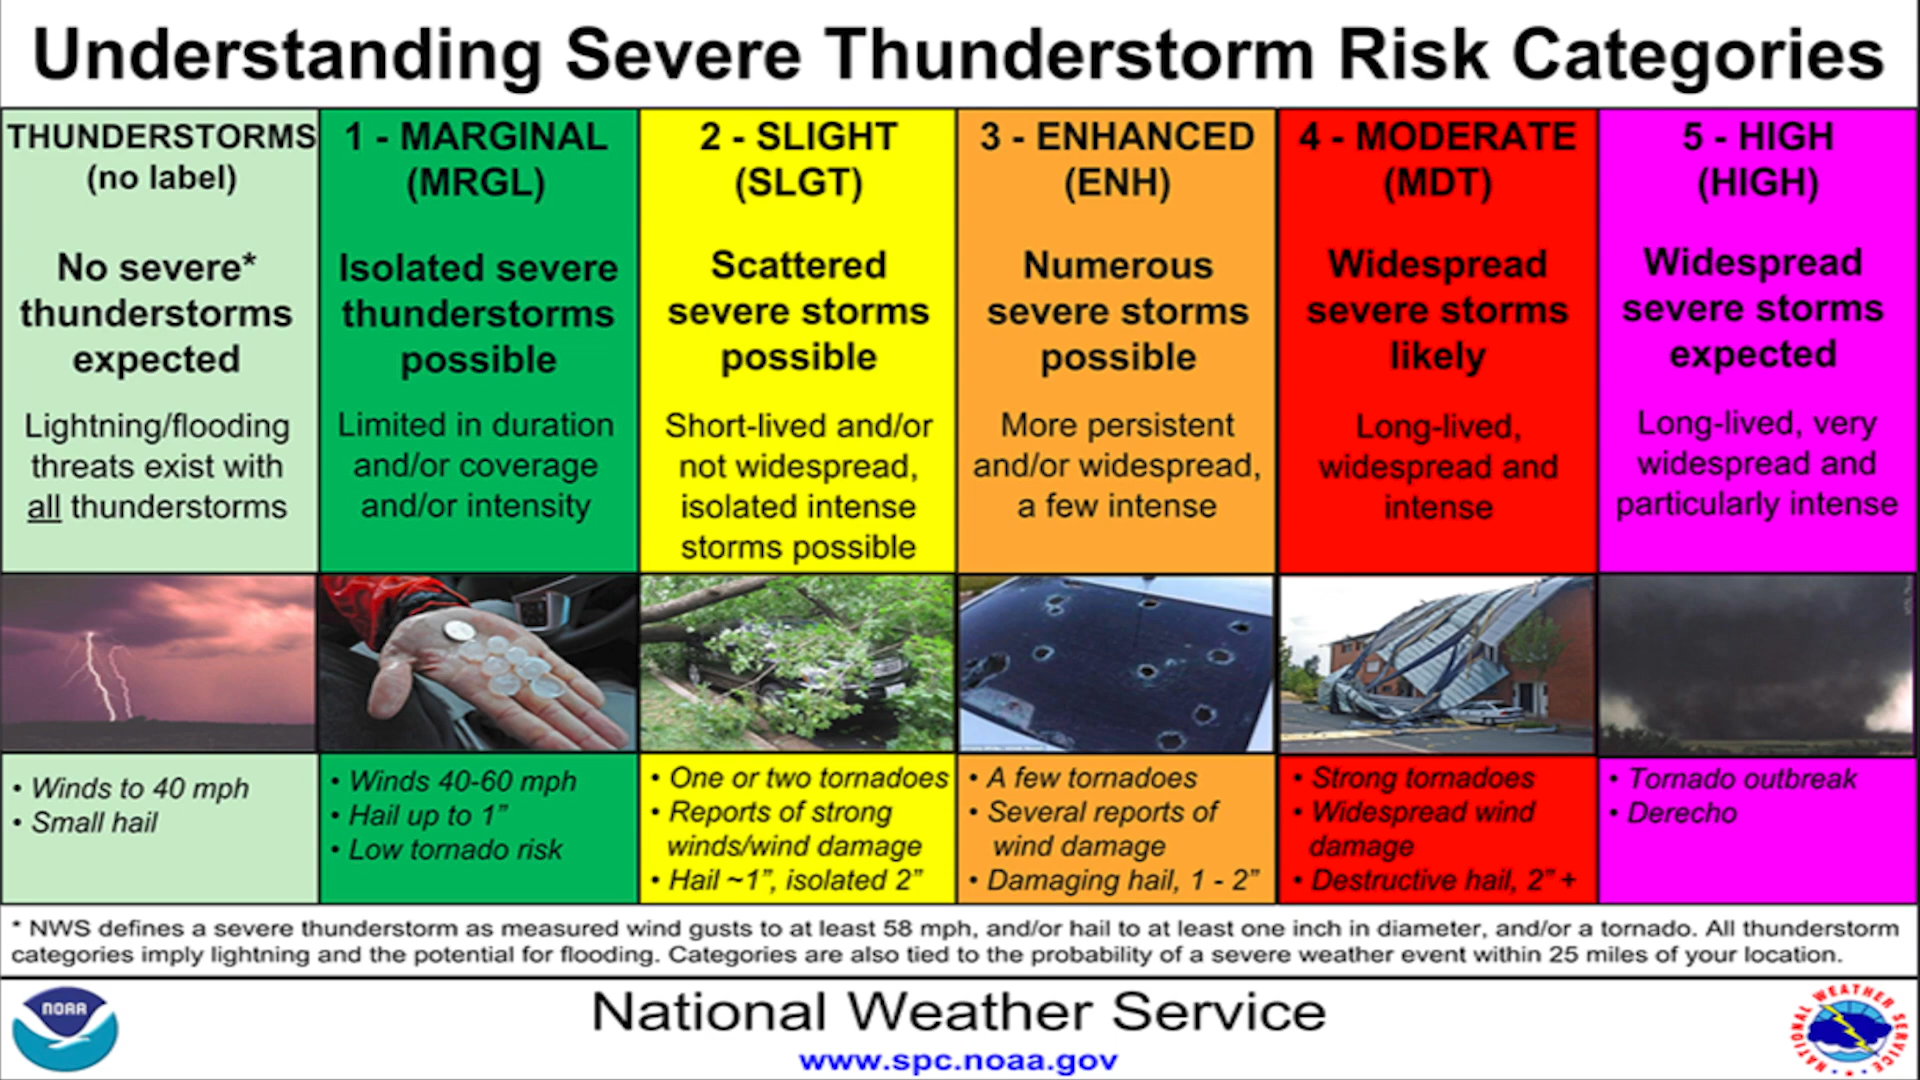 Understanding Severe Thunderstorm Risk Categories
THUNDERSTORMS
(no label)
No severe*
thunderstorms
expected
Lightning/flooding
threats exist with
all thunderstorms
• Winds to 40 mph
• Small hail
1 - MARGINAL
(MRGL)
Isolated severe
thunderstorms
possible
Limited in duration
and/or coverage
and/or intensity
• Winds 40-60 mph
• Hail up to 1”
• Low tornado risk
2 - SLIGHT
(SLGT)
Scattered
severe storms
possible
Short-lived and/or
not widespread,
isolated intense
storms possible
• One or two tornadoes
• Reports of strong
winds/wind damage
• Hail ~1”, isolated 2”
3 - ENHANCED
(ENH)
Numerous
severe storms
possible
More persistent
and/or widespread,
a few intense
• A few tornadoes
• Several reports of
wind damage
• Damaging hail, 1 - 2”
4 - MODERATE
(MDT)
Widespread
severe storms
likely
Long-lived,
widespread and
intense
• Strong tornadoes
• Widespread wind
damage
• Destructive hail, 2” +
5 - HIGH
(HIGH)
Widespread
severe storms
expected
Long-lived, very
widespread and
particularly intense
• Tornado outbreak
• Derecho
* NWS defines a severe thunderstorm as measured wind gusts to at least 58 mph, and/or hail to at least one inch in diameter, and/or a tornado. All thunderstorm
categories imply lightning and the potential for flooding. Categories are also tied to the probability of a severe weather event within 25 miles of your location.
NOAA
National Weather Service
www.spc.noaa.gov
NATIONAL WEATHER SERVICE